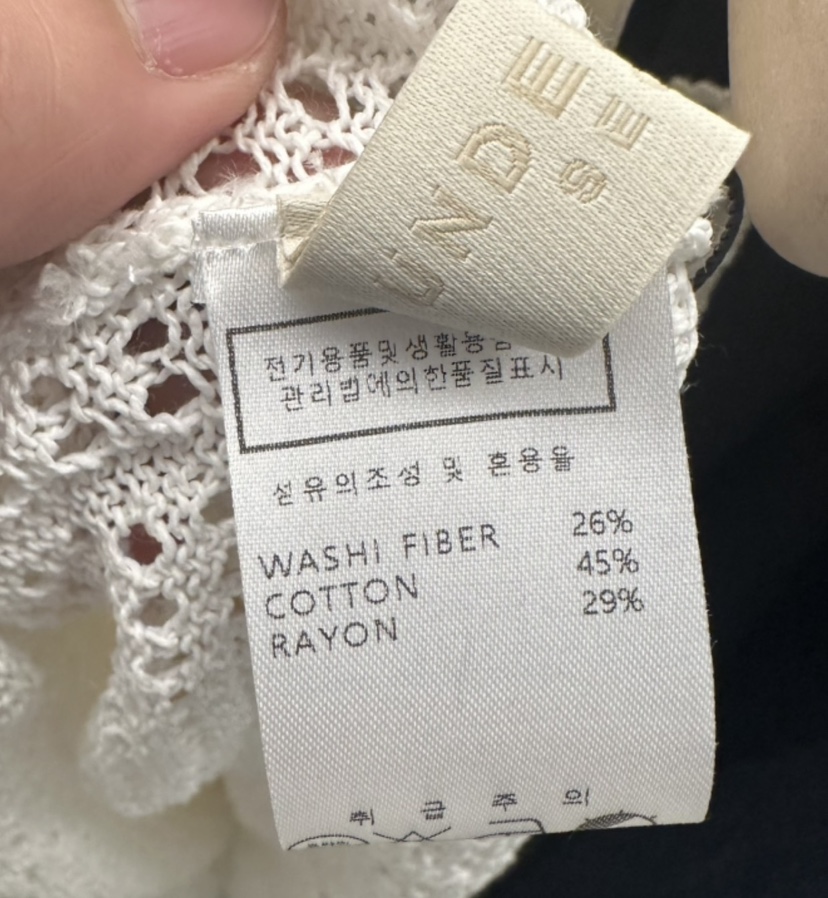 UNDE
SE
전기용품및생활용
관리법에의한품질표시
섬유의조성 및 혼용율
WASHI FIBER 26%
COTTON 45%
RAYON 29%
취급주의